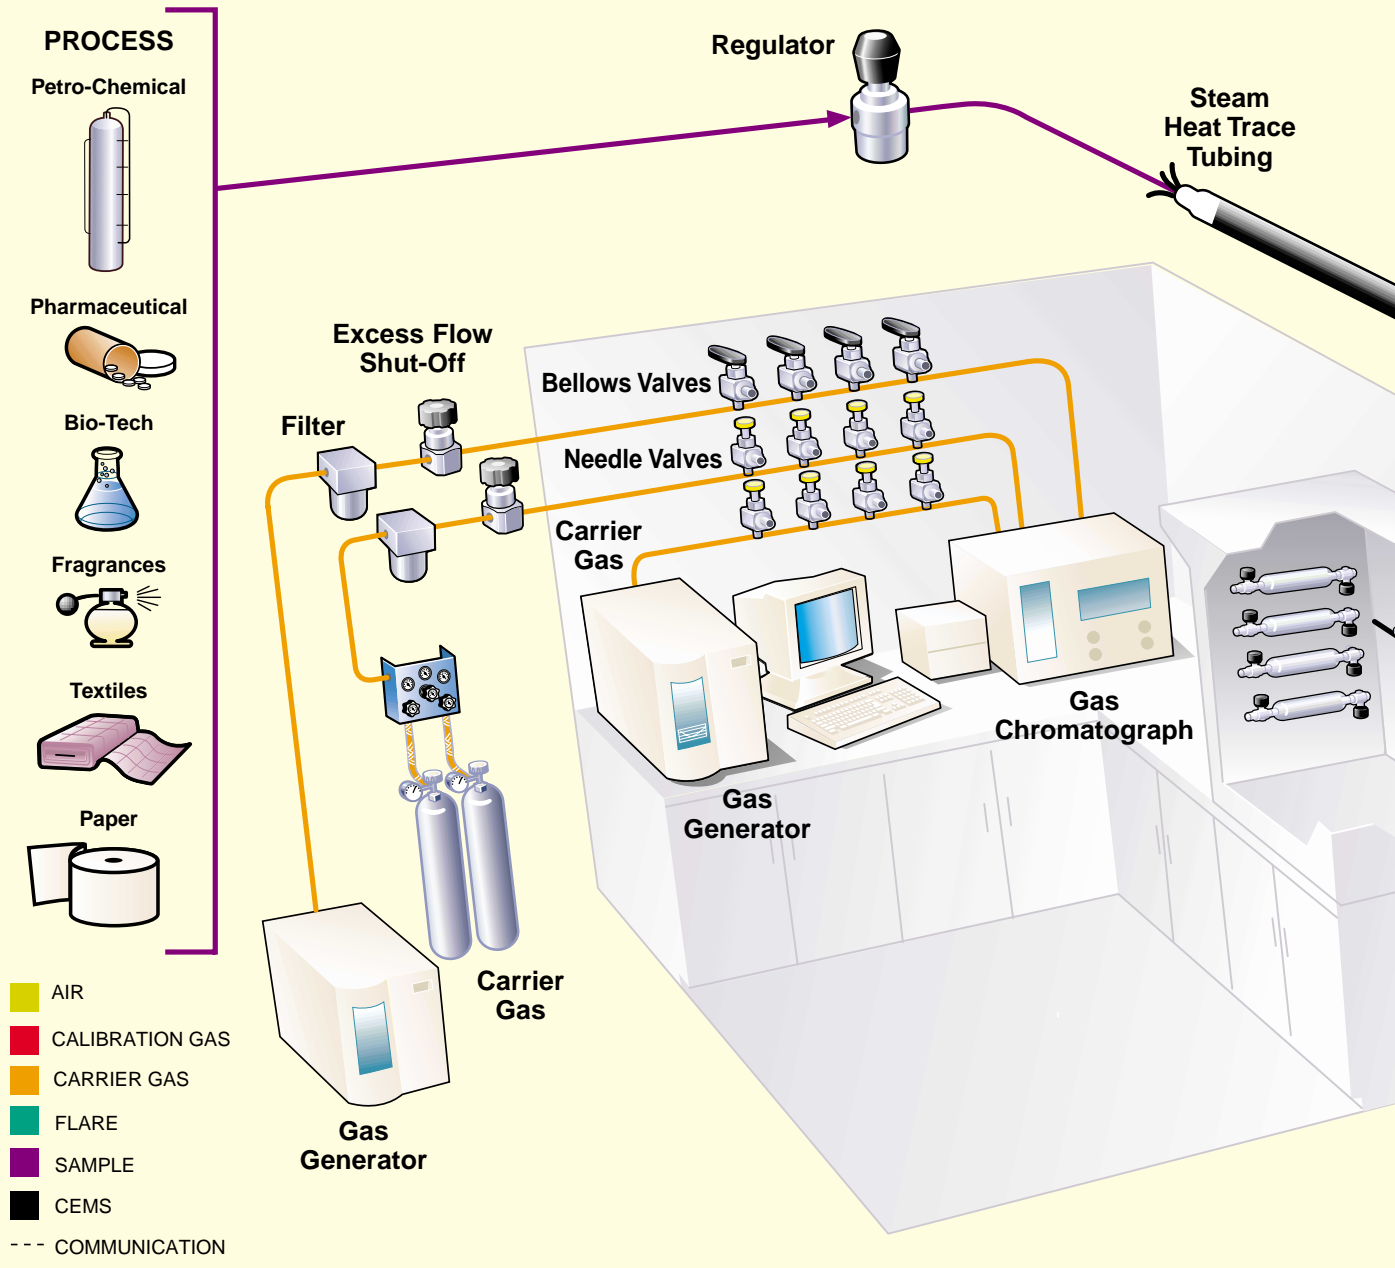 PROCESS
Petro-Chemical
Pharmaceutical
Bio-Tech
Fragrances
Textiles
Paper
Regulator
Steam
Heat Trace
Tubing
Excess Flow
Shut-Off
Filter
Bellows Valves
Needle Valves
Carrier
Gas
Gas
Chromatograph
Gas
Generator
Carrier
Gas
Gas
Generator
AIR
CALIBRATION GAS
CARRIER GAS
FLARE
SAMPLE
CEMS
COMMUNICATION